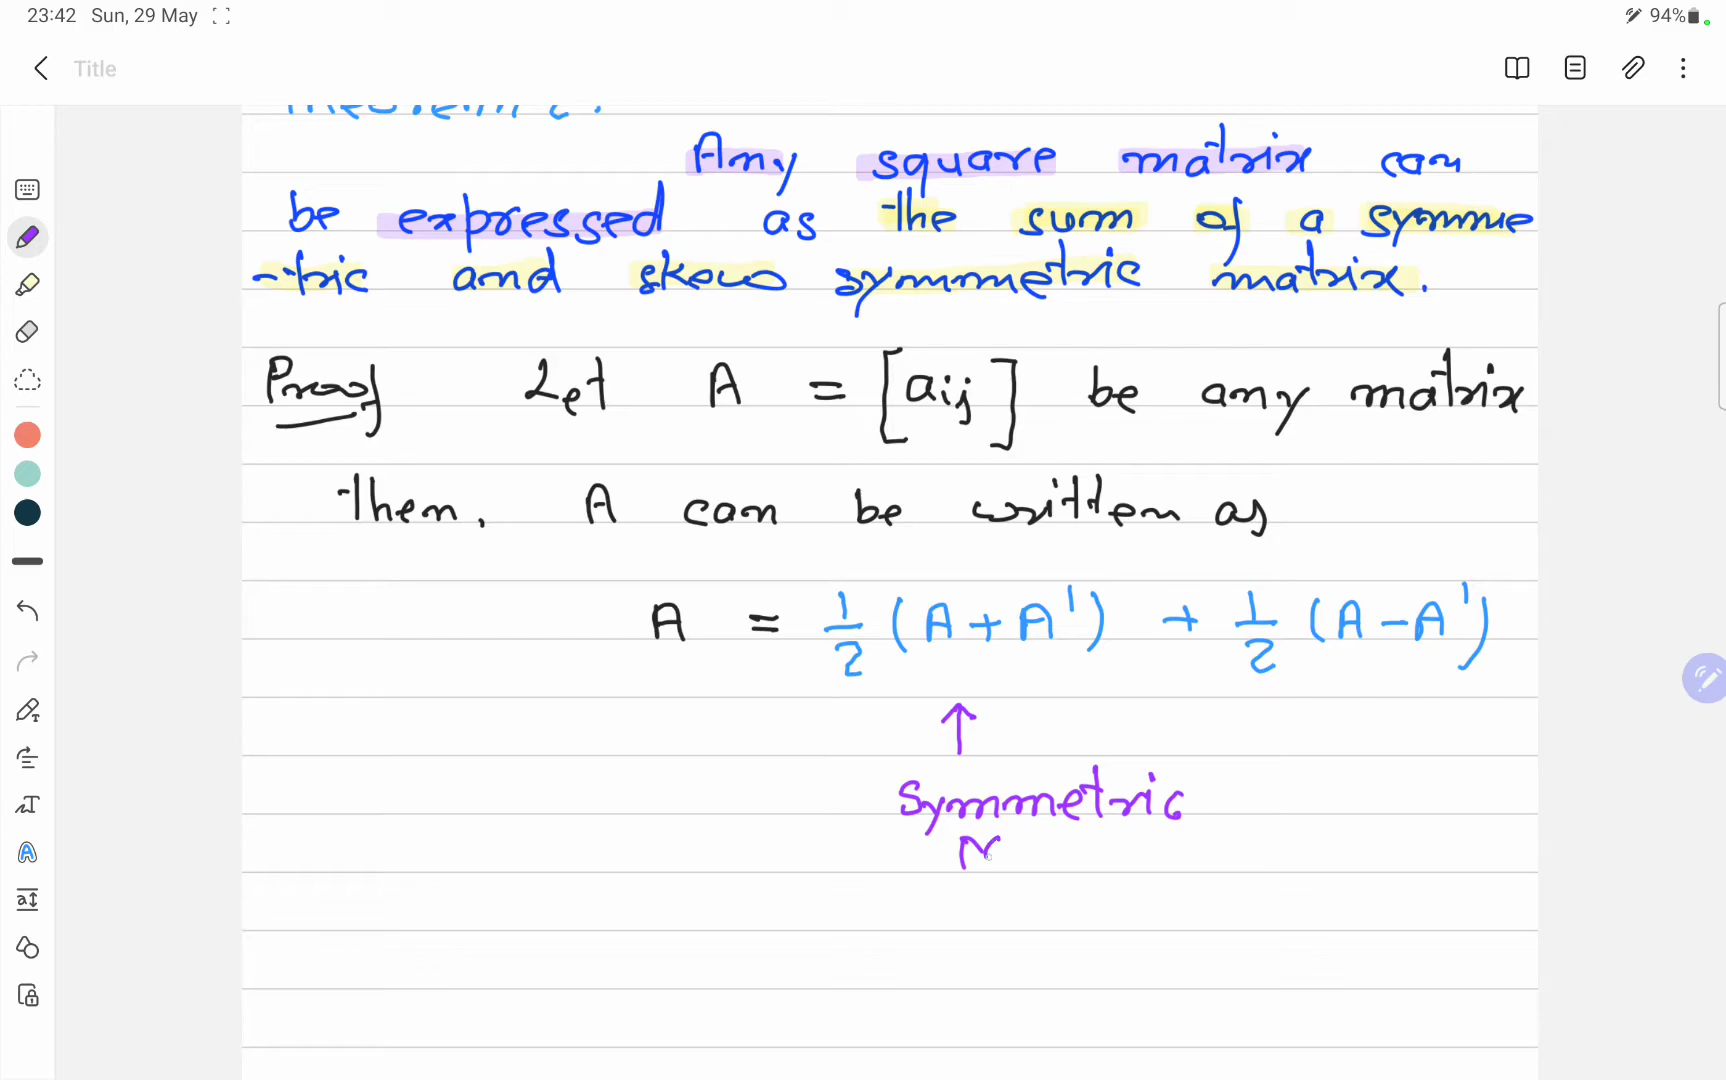 23:42 Sun, 29 May
94%
Title
Theorem 2:
Any square matrix can
be expressed as the sum of a symme
-tric and skew symmetric matrix.
Proof Let A = [aij] be any matrix
Then, A can be written as
A = 1/2 (A + A') + 1/2 (A - A')
↑
Symmetric
M